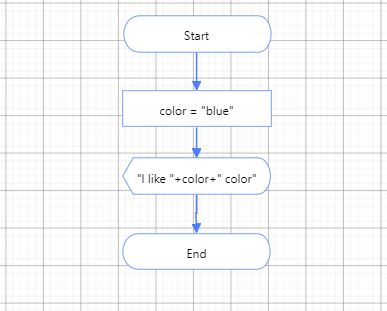 Start
color = "blue"
"I like "+color+" color"
End